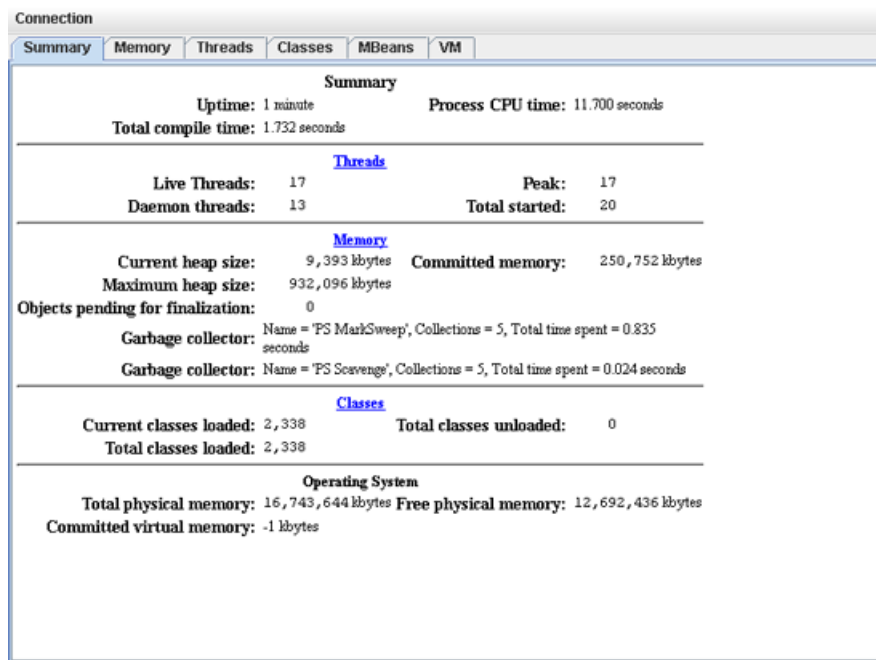 Connection
Summary Memory Threads Classes MBeans VM
Summary
Uptime: 1 minute Process CPU time: 11.700 seconds
Total compile time: 1.732 seconds
Threads
Live Threads: 17 Peak: 17
Daemon threads: 13 Total started: 20
Memory
Current heap size: 9,393 kbytes Committed memory: 250,752 kbytes
Maximum heap size: 932,096 kbytes
Objects pending for finalization: 0
Garbage collector: Name = 'PS MarkSweep', Collections = 5, Total time spent = 0.835
seconds
Garbage collector: Name = 'PS Scavenge', Collections = 5, Total time spent = 0.024 seconds
Classes
Current classes loaded: 2,338 Total classes unloaded: 0
Total classes loaded: 2,338
Operating System
Total physical memory: 16,743,644 kbytes Free physical memory: 12,692,436 kbytes
Committed virtual memory: -1 kbytes